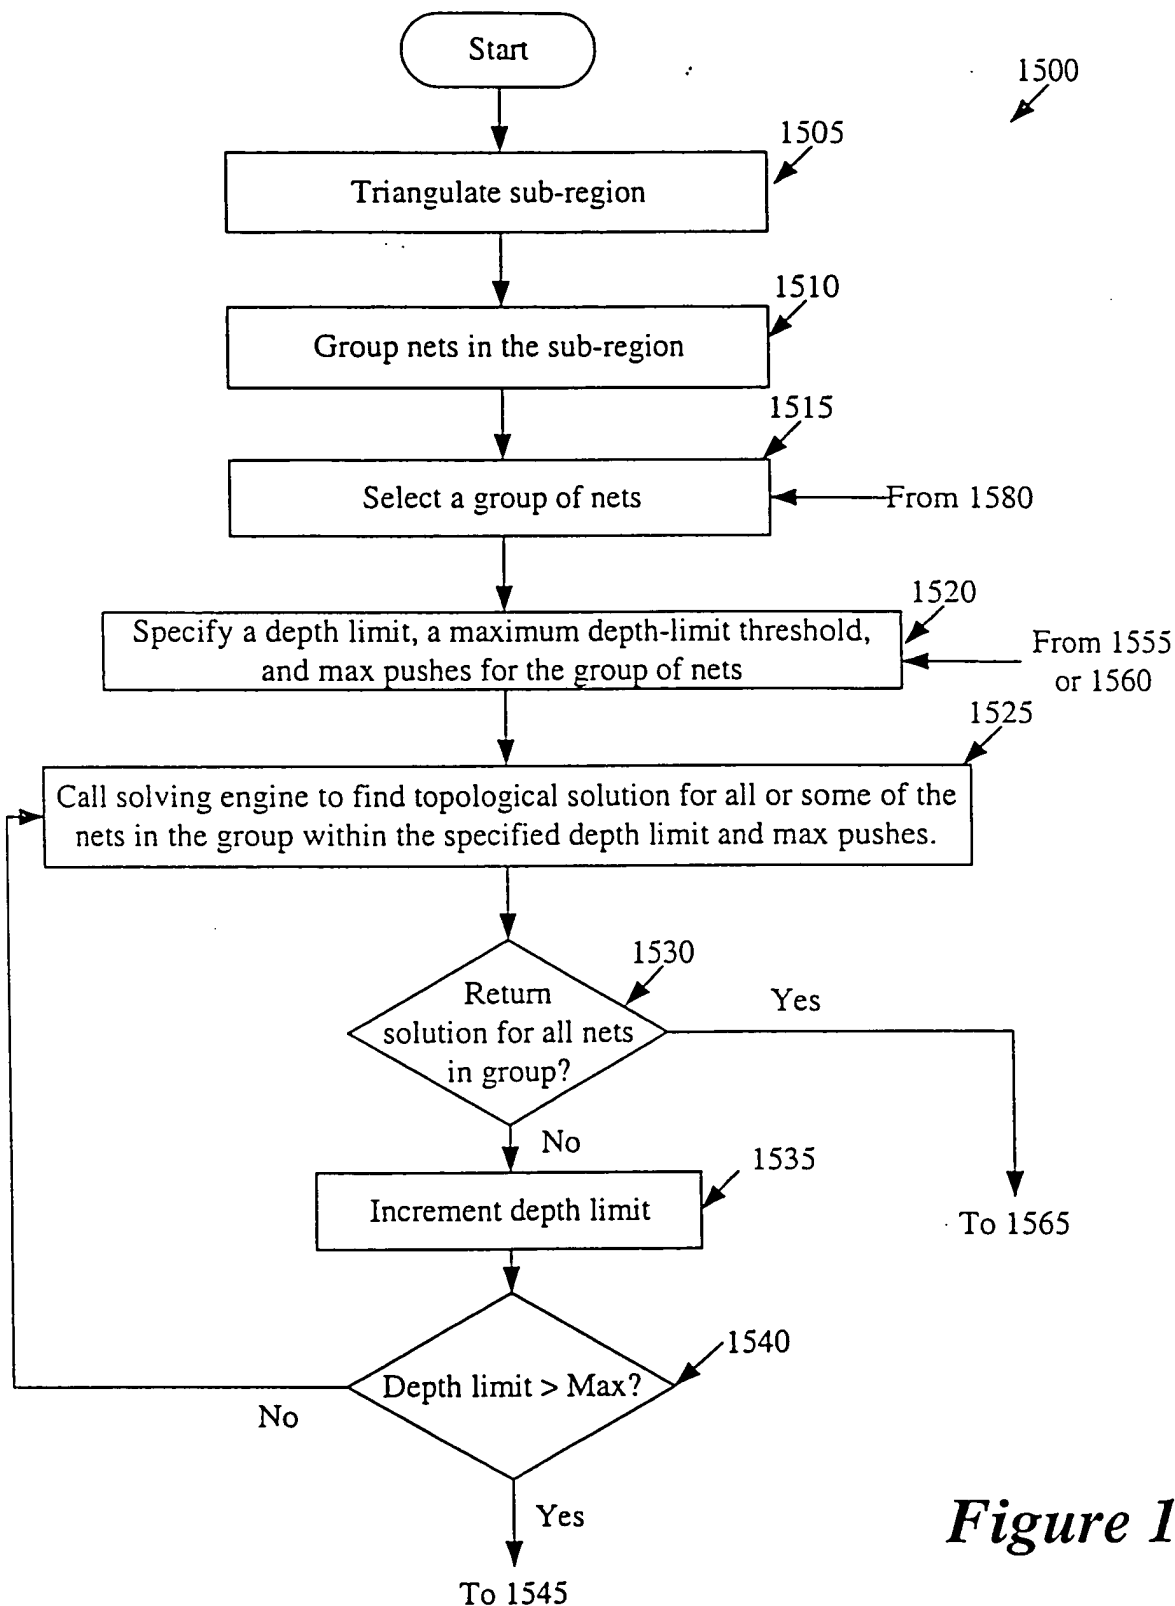 Start
1500
1505
Triangulate sub-region
1510
Group nets in the sub-region
1515
Select a group of nets
From 1580
1520
Specify a depth limit, a maximum depth-limit threshold,
and max pushes for the group of nets
From 1555
or 1560
1525
Call solving engine to find topological solution for all or some of the
nets in the group within the specified depth limit and max pushes.
1530
Return
solution for all nets
in group?
Yes
No
1535
Increment depth limit
To 1565
1540
Depth limit > Max?
No
Yes
To 1545
Figure 1